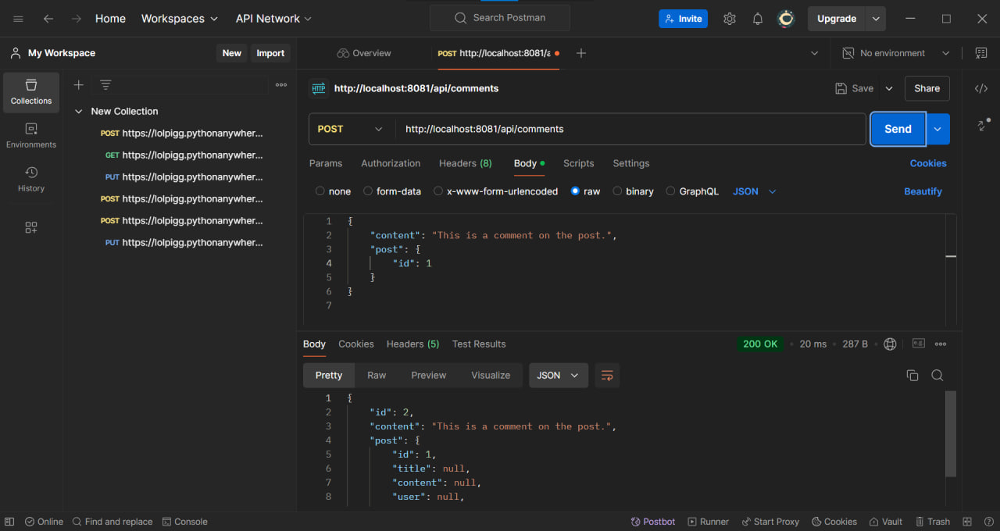 Home Workspaces API Network Search Postman Invite Upgrade
My Workspace New Import Overview POST http://localhost:8081/a No environment
Collections
Environments
History
New Collection
POST https://lolpigg.pythonanywher...
GET https://lolpigg.pythonanywher...
PUT https://lolpigg.pythonanywher...
POST https://lolpigg.pythonanywher...
POST https://lolpigg.pythonanywher...
PUT https://lolpigg.pythonanywher...
HTTP http://localhost:8081/api/comments Save Share
POST http://localhost:8081/api/comments Send
Params Authorization Headers (8) Body Scripts Settings Cookies
none form-data x-www-form-urlencoded raw binary GraphQL JSON Beautify
1 {
2 "content": "This is a comment on the post.",
3 "post": {
4 "id": 1
5 }
6 }
7
Body Cookies Headers (5) Test Results 200 OK 20 ms 287 B e.g.
Pretty Raw Preview Visualize JSON
1 {
2 "id": 2,
3 "content": "This is a comment on the post.",
4 "post": {
5 "id": 1,
6 "title": null,
7 "content": null,
8 "user": null,
Online Find and replace Console Postbot Runner Start Proxy Cookies Vault Trash